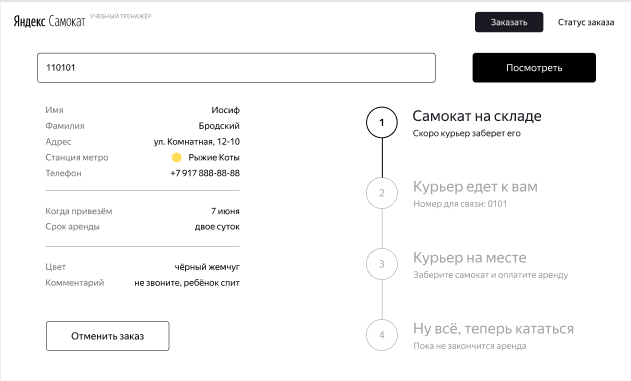 Яндекс Самокат УЧЕБНЫЙ ТРЕНАЖЁР
Заказать Статус заказа
110101 Посмотреть
Имя Иосиф
Фамилия Бродский
Адрес ул. Комнатная, 12-10
Станция метро Рыжие Коты
Телефон +7 917 888-88-88
Когда привезём 7 июня
Срок аренды двое суток
Цвет чёрный жемчуг
Комментарий не звоните, ребёнок спит
Отменить заказ
1 Самокат на складе
Скоро курьер заберет его
2 Курьер едет к вам
Номер для связи: 0101
3 Курьер на месте
Заберите самокат и оплатите аренду
4 Ну всё, теперь кататься
Пока не закончится аренда